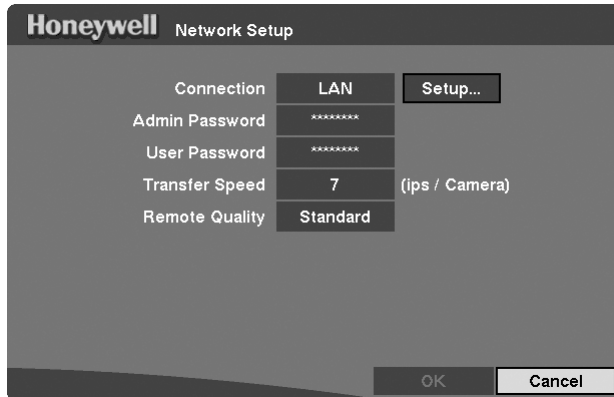 Honeywell Network Setup
Connection LAN Setup...
Admin Password ********
User Password ********
Transfer Speed 7 (ips / Camera)
Remote Quality Standard
OK Cancel